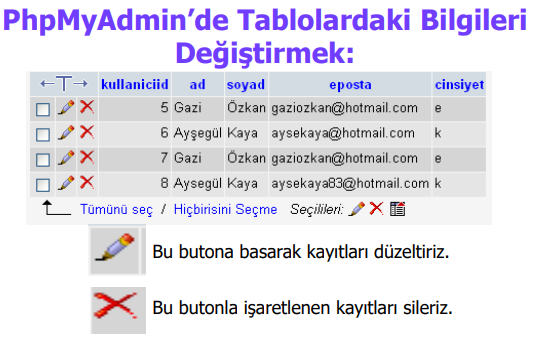 PhpMyAdmin’de Tablolardaki Bilgileri
Değiştirmek:
←T→ kullaniciid ad soyad eposta cinsiyet
5 Gazi Özkan gaziozkan@hotmail.com e
6 Ayşegül Kaya aysekaya@hotmail.com k
7 Gazi Özkan gaziozkan@hotmail.com e
8 Aysegül Kaya aysekaya83@hotmail.com k
Tümünü seç / Hiçbirisini Seçme Seçilileri:
Bu butona basarak kayıtları düzeltiriz.
Bu butonla işaretlenen kayıtları sileriz.